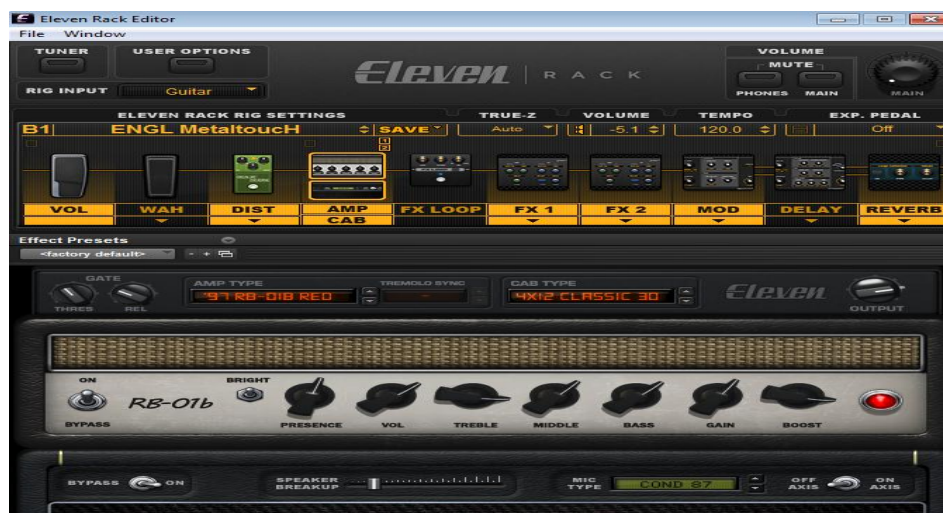 Eleven Rack Editor
File Window
TUNER USER OPTIONS VOLUME
MUTE
Eleven | RACK
RIG INPUT Guitar PHONES MAIN MAIN
ELEVEN RACK RIG SETTINGS TRUE-Z VOLUME TEMPO EXP. PEDAL
B1 ENGL MetaltoucH SAVE Auto -5.1 120.0 Off
1
2
VOL WAH DIST AMP FX LOOP FX 1 FX 2 MOD DELAY REVERB
CAB
Effect Presets
<factory default> - +
GATE AMP TYPE TREMOLO SYNC CAB TYPE
'97 RB-01B RED - 4X12 CLASSIC 30 Eleven
THRES REL OUTPUT
ON BRIGHT
RB-01b
BYPASS PRESENCE VOL TREBLE MIDDLE BASS GAIN BOOST
BYPASS ON SPEAKER BREAKUP MIC TYPE COND 87 OFF AXIS ON AXIS